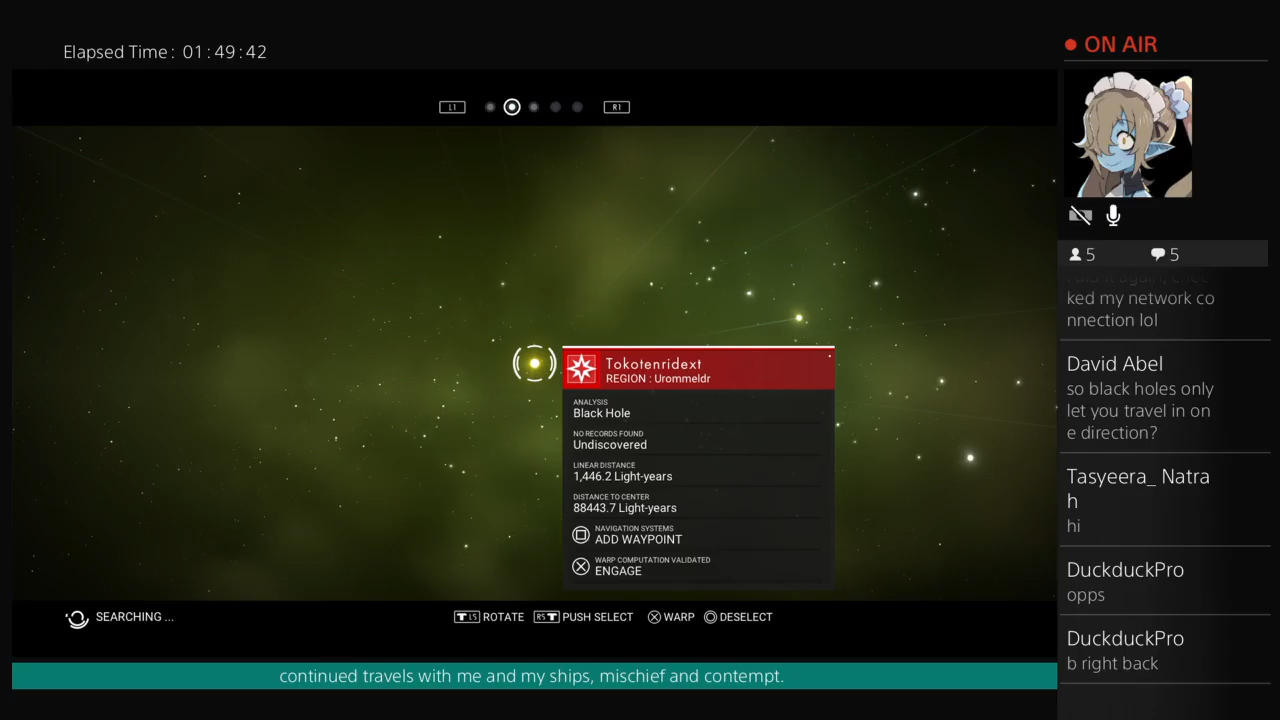 Elapsed Time: 01:49:42
ON AIR
L1
R1
5
5
ked my network co
nnection lol
David Abel
so black holes only
let you travel in on
e direction?
Tasyeera_ Natra
h
hi
DuckduckPro
opps
DuckduckPro
b right back
Tokotenridext
REGION : Urommeldr
ANALYSIS
Black Hole
NO RECORDS FOUND
Undiscovered
LINEAR DISTANCE
1,446.2 Light-years
DISTANCE TO CENTER
88443.7 Light-years
NAVIGATION SYSTEMS
ADD WAYPOINT
WARP COMPUTATION VALIDATED
ENGAGE
SEARCHING ...
LS ROTATE RS PUSH SELECT WARP DESELECT
continued travels with me and my ships, mischief and contempt.